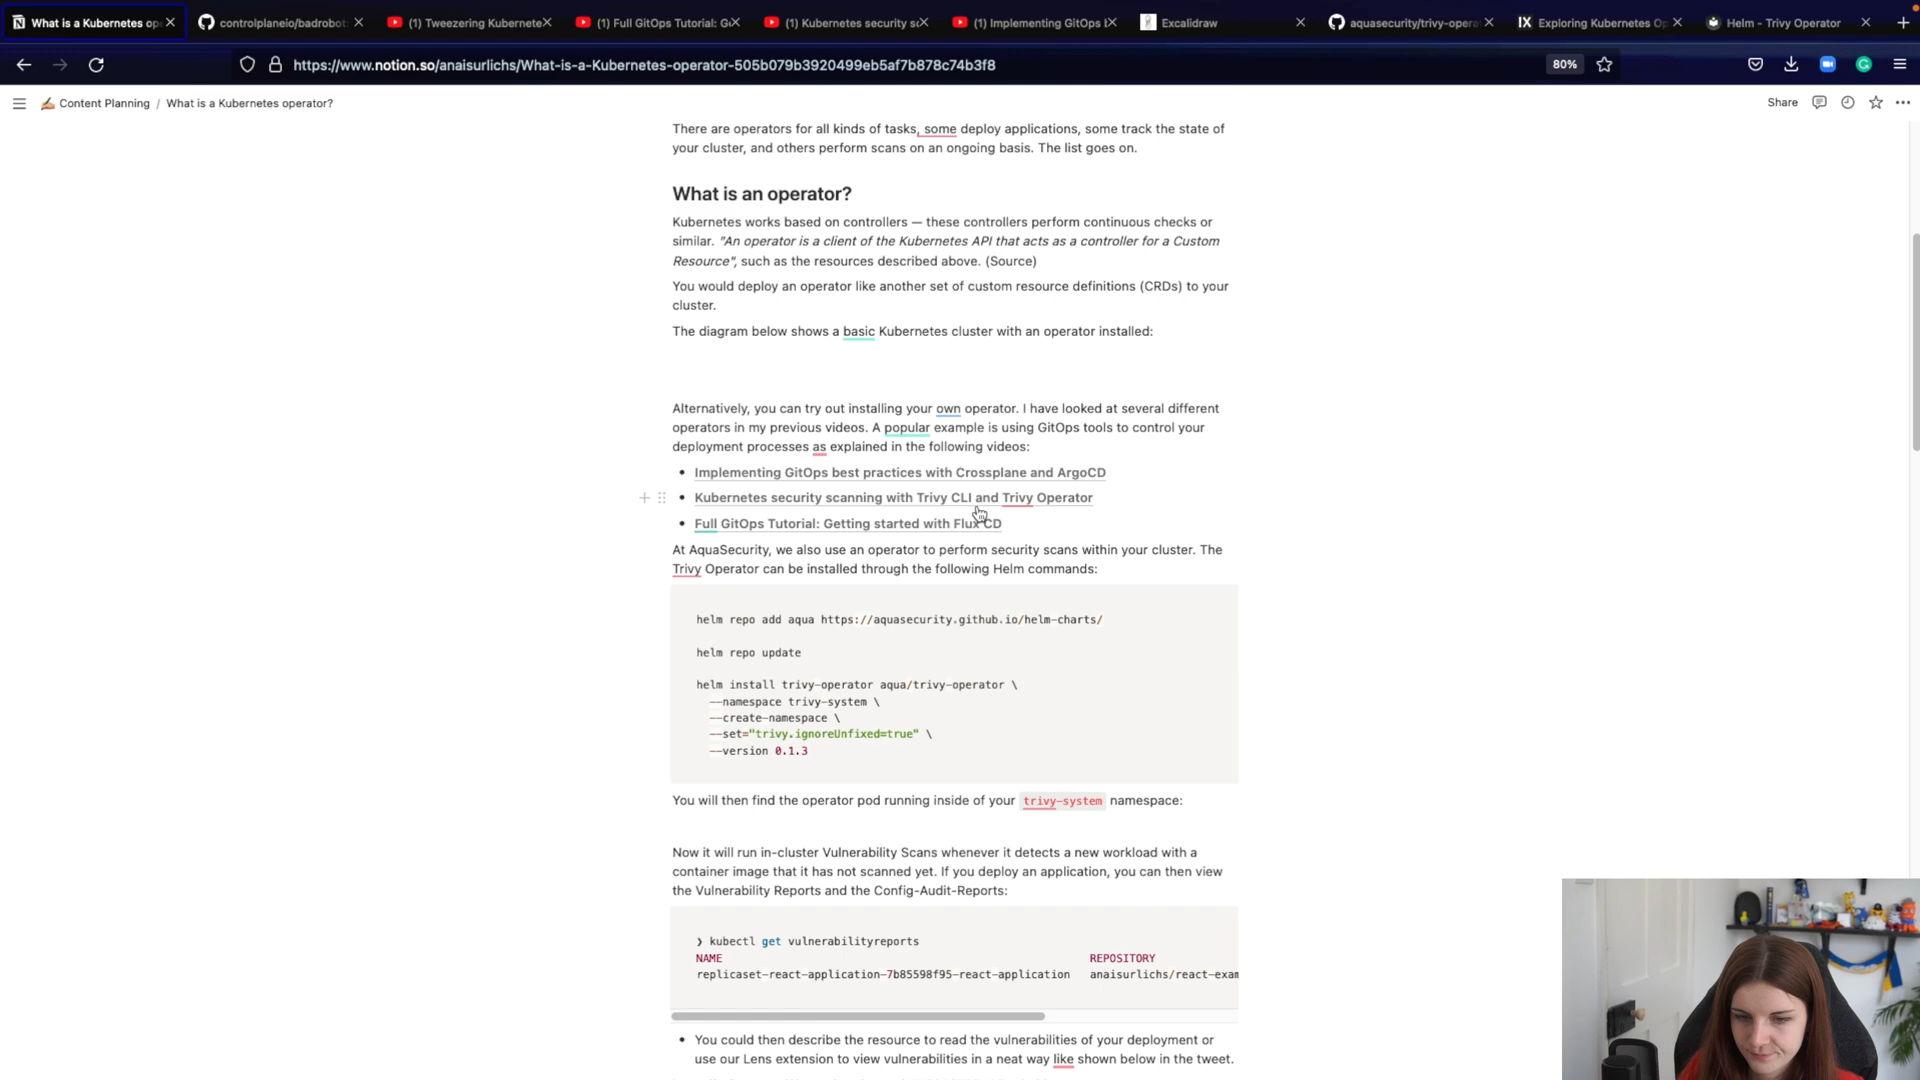 What is a Kubernetes ope
controlplaneio/badrobot
(1) Tweezering Kubernete
(1) Full GitOps Tutorial: Ge
(1) Kubernetes security sc
(1) Implementing GitOps b
Excalidraw
aquasecurity/trivy-opera
Exploring Kubernetes Op
Helm - Trivy Operator
https://www.notion.so/anaisurlichs/What-is-a-Kubernetes-operator-505b079b3920499eb5af7b878c74b3f8
80%
Content Planning / What is a Kubernetes operator?
Share
There are operators for all kinds of tasks, some deploy applications, some track the state of
your cluster, and others perform scans on an ongoing basis. The list goes on.
What is an operator?
Kubernetes works based on controllers — these controllers perform continuous checks or
similar. "An operator is a client of the Kubernetes API that acts as a controller for a Custom
Resource", such as the resources described above. (Source)
You would deploy an operator like another set of custom resource definitions (CRDs) to your
cluster.
The diagram below shows a basic Kubernetes cluster with an operator installed:
Alternatively, you can try out installing your own operator. I have looked at several different
operators in my previous videos. A popular example is using GitOps tools to control your
deployment processes as explained in the following videos:
• Implementing GitOps best practices with Crossplane and ArgoCD
• Kubernetes security scanning with Trivy CLI and Trivy Operator
• Full GitOps Tutorial: Getting started with Flux CD
At AquaSecurity, we also use an operator to perform security scans within your cluster. The
Trivy Operator can be installed through the following Helm commands:
helm repo add aqua https://aquasecurity.github.io/helm-charts/
helm repo update
helm install trivy-operator aqua/trivy-operator \
--namespace trivy-system \
--create-namespace \
--set="trivy.ignoreUnfixed=true" \
--version 0.1.3
You will then find the operator pod running inside of your trivy-system namespace:
Now it will run in-cluster Vulnerability Scans whenever it detects a new workload with a
container image that it has not scanned yet. If you deploy an application, you can then view
the Vulnerability Reports and the Config-Audit-Reports:
❯ kubectl get vulnerabilityreports
NAME REPOSITORY
replicaset-react-application-7b85598f95-react-application anaisurlichs/react-exam
• You could then describe the resource to read the vulnerabilities of your deployment or
use our Lens extension to view vulnerabilities in a neat way like shown below in the tweet.